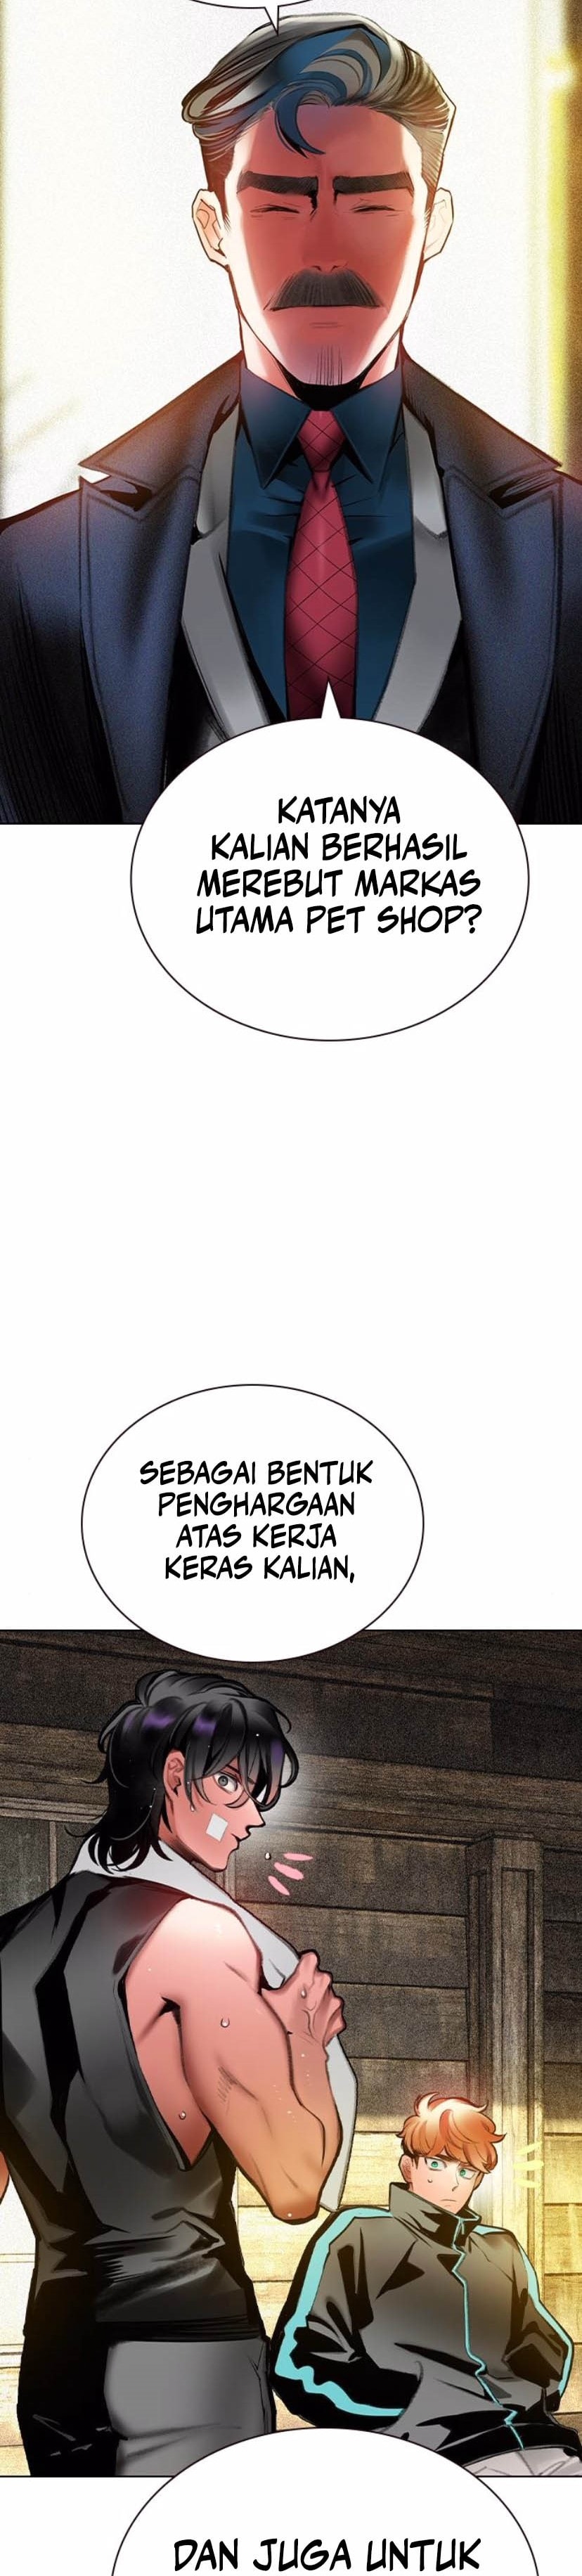 KATANYA
KALIAN BERHASIL
MEREBUT MARKAS
UTAMA PET SHOP?
SEBAGAI BENTUK
PENGHARGAAN
ATAS KERJA
KERAS KALIAN,
DAN JUGA UNTUK